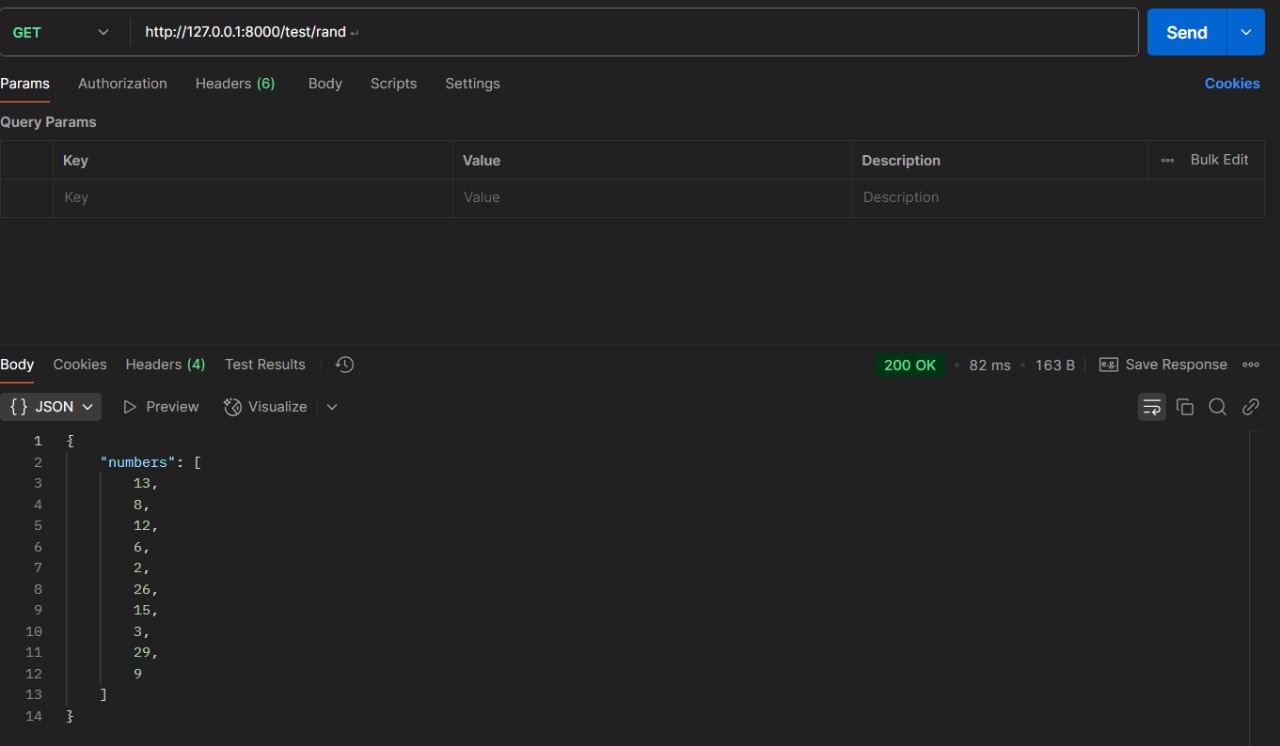 GET http://127.0.0.1:8000/test/rand ↵ Send
Params Authorization Headers (6) Body Scripts Settings Cookies
Query Params
Key Value Description Bulk Edit
Key Value Description
Body Cookies Headers (4) Test Results 200 OK • 82 ms • 163 B e.g. Save Response
{} JSON Preview Visualize
1 {
2 "numbers": [
3 13,
4 8,
5 12,
6 6,
7 2,
8 26,
9 15,
10 3,
11 29,
12 9
13 ]
14 }